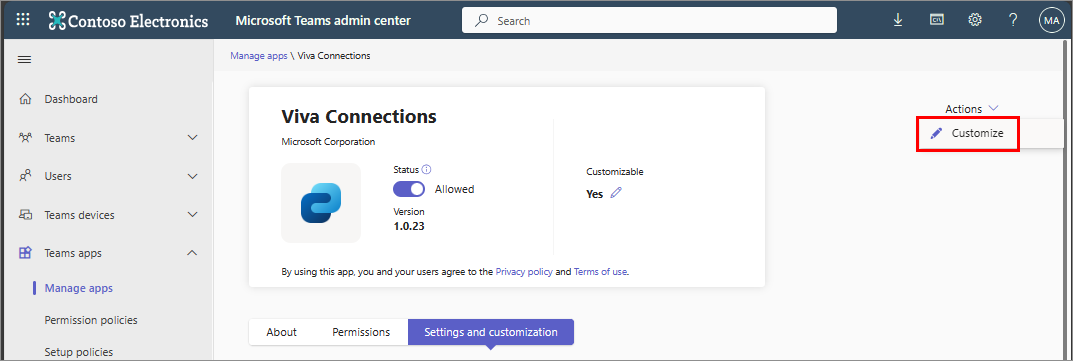 Contoso Electronics
Microsoft Teams admin center
Search
MA
Manage apps \ Viva Connections
Dashboard
Teams
Users
Teams devices
Teams apps
Manage apps
Permission policies
Setup policies
Viva Connections
Microsoft Corporation
Status
Allowed
Version
1.0.23
Customizable
Yes
By using this app, you and your users agree to the Privacy policy and Terms of use.
Actions
Customize
About
Permissions
Settings and customization